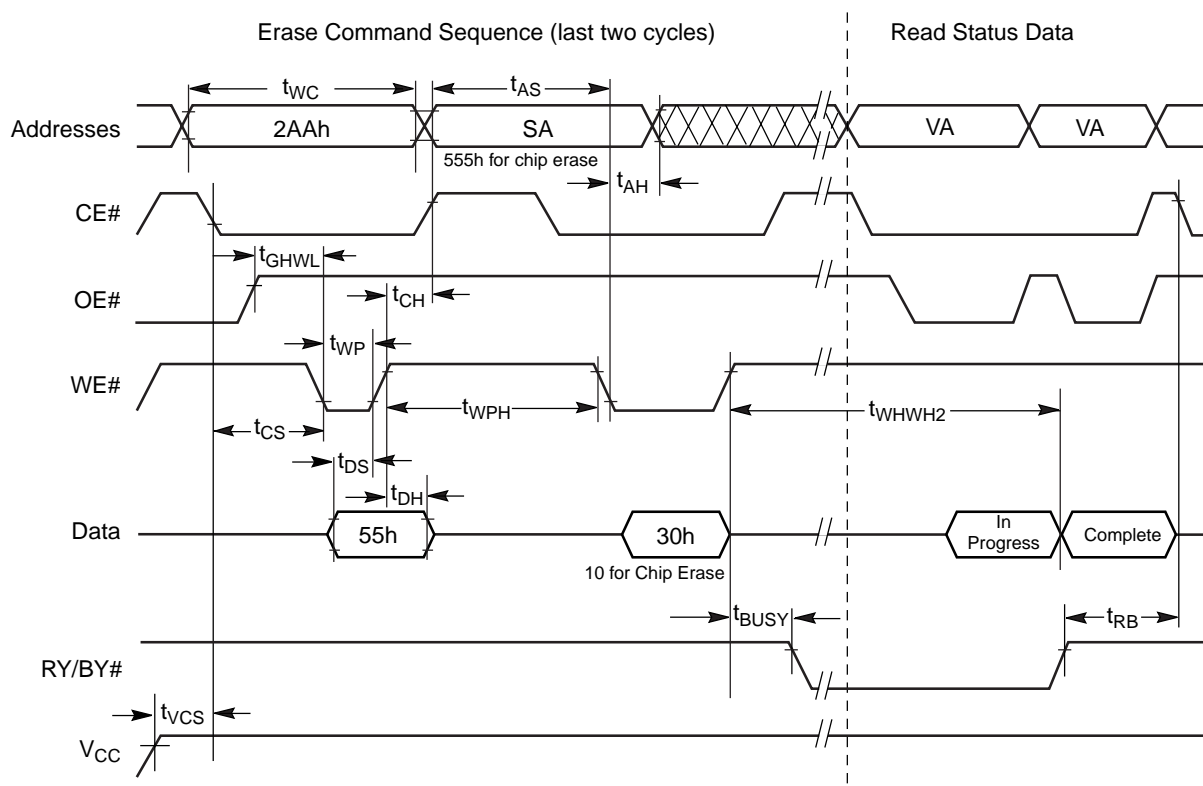 Erase Command Sequence (last two cycles)
Read Status Data
tWC
tAS
Addresses
2AAh
SA
VA
VA
555h for chip erase
tAH
CE#
tGHWL
OE#
tCH
tWP
WE#
tWPH
tWHWH2
tCS
tDS
tDH
Data
55h
30h
In
Progress
Complete
10 for Chip Erase
tBUSY
tRB
RY/BY#
tVCS
VCC